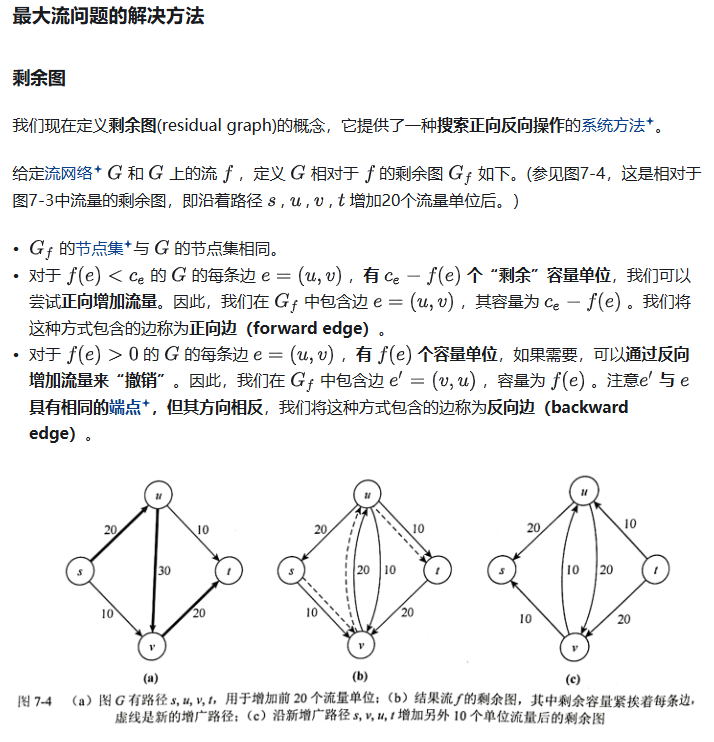 最大流问题的解决方法
剩余图
我们现在定义剩余图(residual graph)的概念，它提供了一种搜索正向反向操作的系统方法。
给定流网络 G 和 G 上的流 f ，定义 G 相对于 f 的剩余图 G_f 如下。(参见图7-4，这是相对于
图7-3中流量的剩余图，即沿着路径 s , u , v , t 增加20个流量单位后。)
• G_f 的节点集与 G 的节点集相同。
• 对于 f(e) < c_e 的 G 的每条边 e = (u, v) ，有 c_e − f(e) 个“剩余”容量单位，我们可以
尝试正向增加流量。因此，我们在 G_f 中包含边 e = (u, v) ，其容量为 c_e − f(e) 。我们将
这种方式包含的边称为正向边（forward edge）。
• 对于 f(e) > 0 的 G 的每条边 e = (u, v) ，有 f(e) 个容量单位，如果需要，可以通过反向
增加流量来“撤销”。因此，我们在 G_f 中包含边 e′ = (v, u) ，容量为 f(e) 。注意e′ 与 e
具有相同的端点，但其方向相反，我们将这种方式包含的边称为反向边（backward
edge）。
u
20
10
s
30
t
10
20
v
(a)
u
20
10
s
20
10
t
10
20
v
(b)
u
20
10
s
10
20
t
10
20
v
(c)
图 7-4 （a）图 G 有路径 s, u, v, t，用于增加前 20 个流量单位；（b）结果流 f 的剩余图，其中剩余容量紧挨着每条边，
虚线是新的增广路径；（c）沿新增广路径 s, v, u, t 增加另外 10 个单位流量后的剩余图